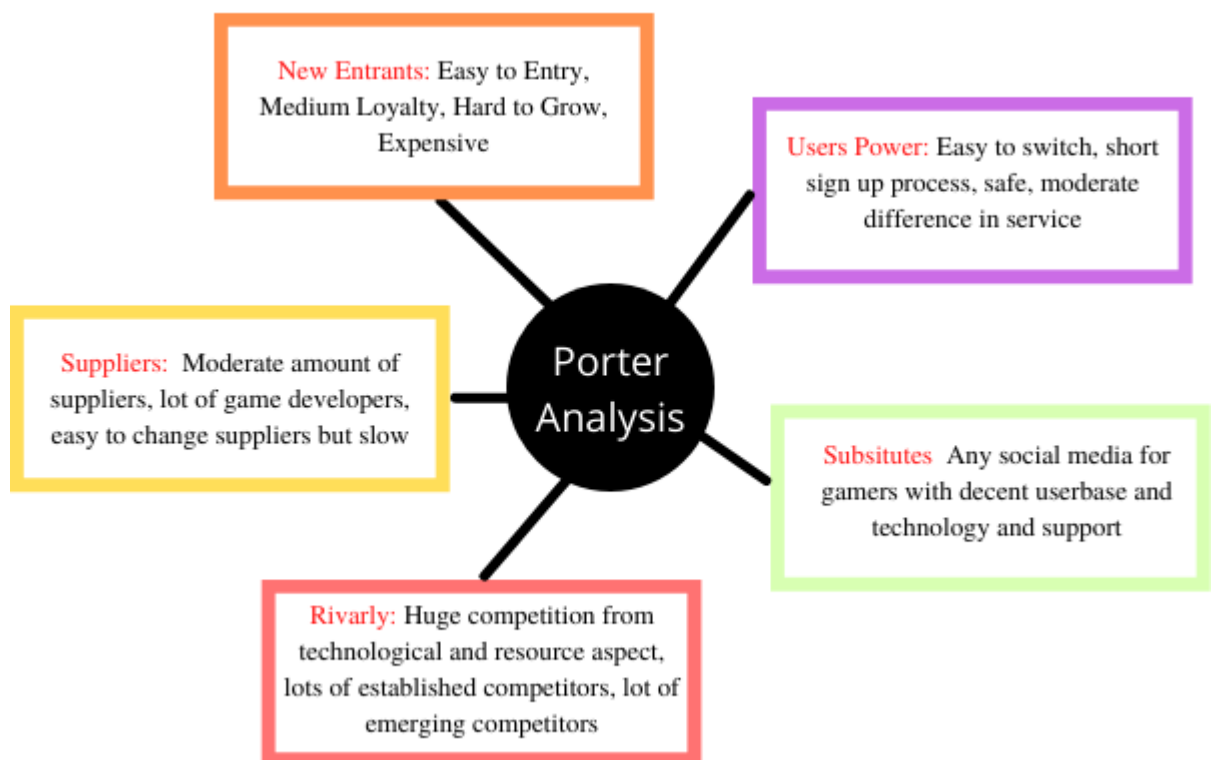 New Entrants: Easy to Entry,
Medium Loyalty, Hard to Grow,
Expensive
Users Power: Easy to switch, short
sign up process, safe, moderate
difference in service
Porter
Analysis
Suppliers:  Moderate amount of
suppliers, lot of game developers,
easy to change suppliers but slow
Subsitutes  Any social media for
gamers with decent userbase and
technology and support
Rivarly: Huge competition from
technological and resource aspect,
lots of established competitors, lot of
emerging competitors